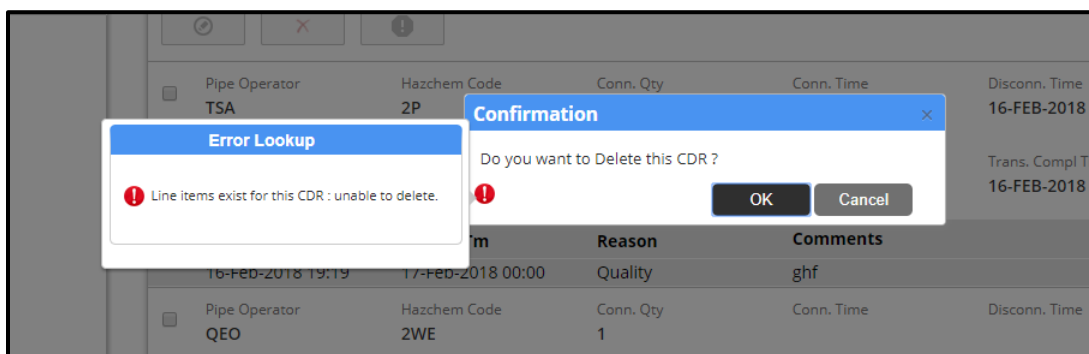 Pipe Operator Hazchem Code Conn. Qty Conn. Time Disconn. Time
TSA 2P 16-FEB-2018
Confirmation ×
Error Lookup
Do you want to Delete this CDR ?
Line items exist for this CDR : unable to delete.
OK Cancel
Trans. Compl T
16-FEB-2018
Tm Reason Comments
16-Feb-2018 19:19 17-Feb-2018 00:00 Quality ghf
Pipe Operator Hazchem Code Conn. Qty Conn. Time Disconn. Time
QEO 2WE 1